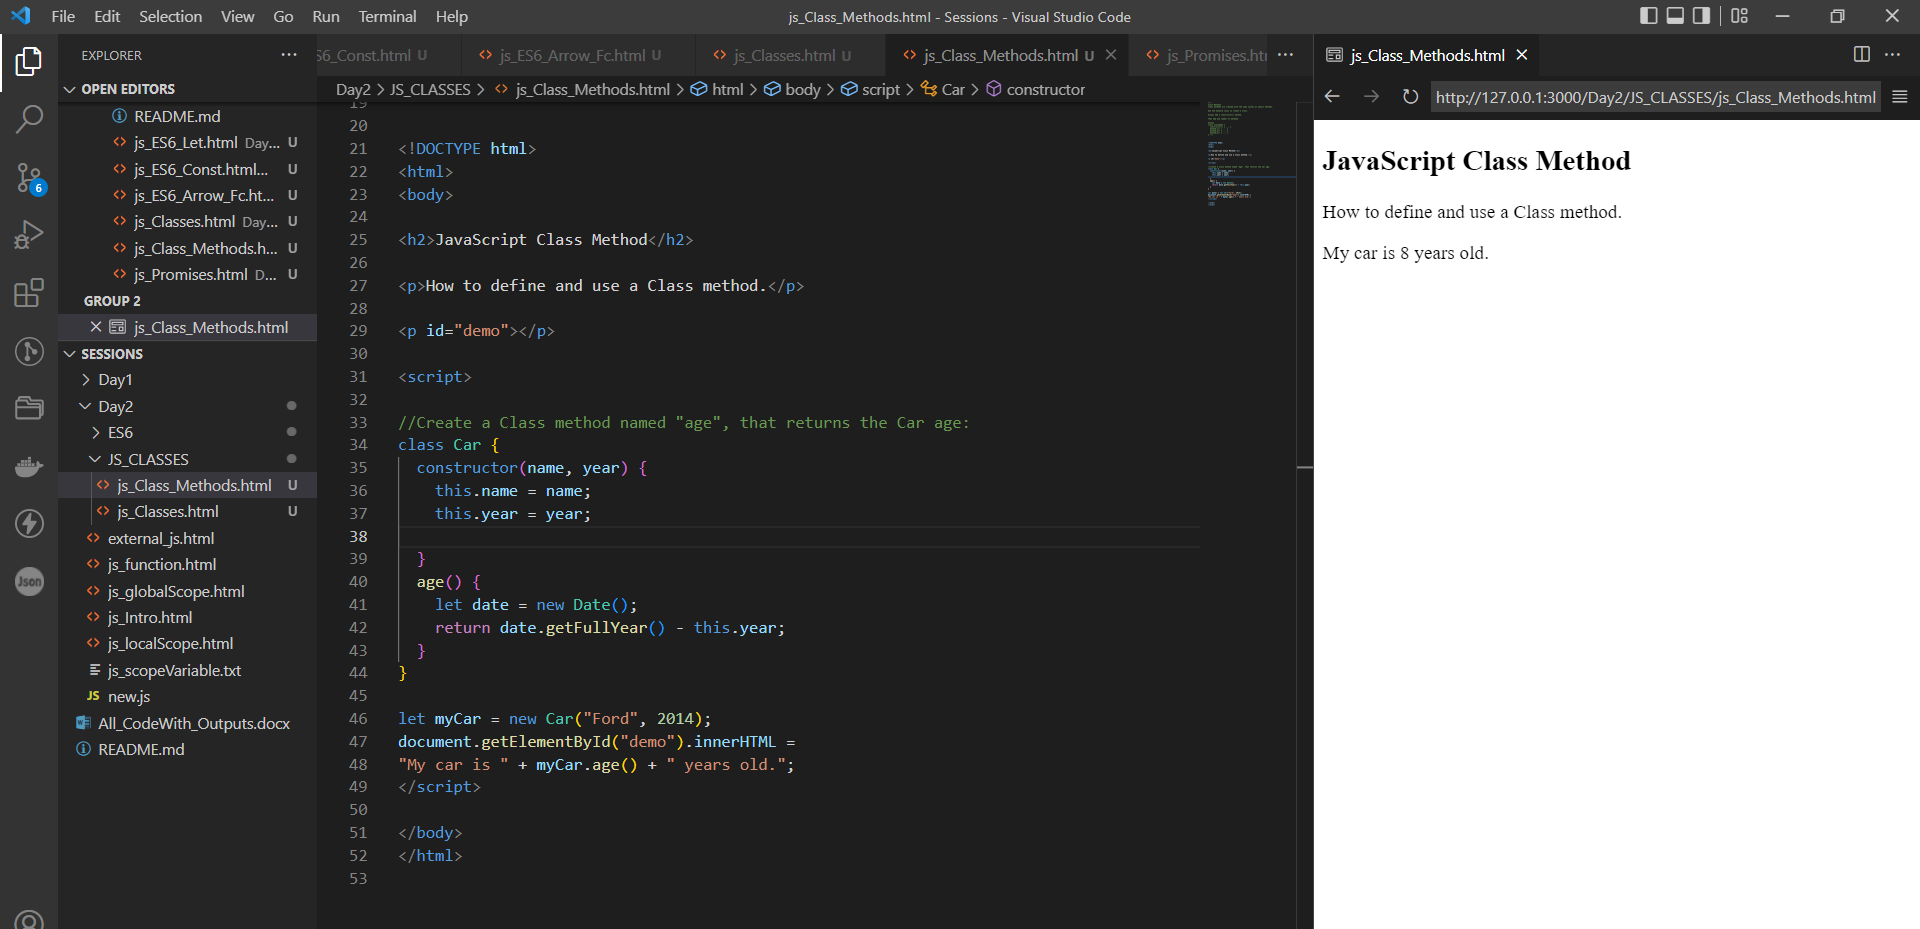 File Edit Selection View Go Run Terminal Help
js_Class_Methods.html - Sessions - Visual Studio Code
EXPLORER
OPEN EDITORS
README.md
js_ES6_Let.html Day... U
js_ES6_Const.html... U
js_ES6_Arrow_Fc.ht... U
js_Classes.html Day... U
js_Class_Methods.h... U
js_Promises.html D... U
GROUP 2
js_Class_Methods.html
SESSIONS
Day1
Day2
ES6
JS_CLASSES
js_Class_Methods.html U
js_Classes.html U
external_js.html
js_function.html
js_globalScope.html
js_Intro.html
js_localScope.html
js_scopeVariable.txt
JS new.js
All_CodeWith_Outputs.docx
README.md
6
Json
S6_Const.html U
js_ES6_Arrow_Fc.html U
js_Classes.html U
js_Class_Methods.html U
js_Promises.htm
Day2 > JS_CLASSES > js_Class_Methods.html > html > body > script > Car > constructor
19
20
21 <!DOCTYPE html>
22 <html>
23 <body>
24
25 <h2>JavaScript Class Method</h2>
26
27 <p>How to define and use a Class method.</p>
28
29 <p id="demo"></p>
30
31 <script>
32
33 //Create a Class method named "age", that returns the Car age:
34 class Car {
35 constructor(name, year) {
36 this.name = name;
37 this.year = year;
38
39 }
40 age() {
41 let date = new Date();
42 return date.getFullYear() - this.year;
43 }
44 }
45
46 let myCar = new Car("Ford", 2014);
47 document.getElementById("demo").innerHTML =
48 "My car is " + myCar.age() + " years old.";
49 </script>
50
51 </body>
52 </html>
53
js_Class_Methods.html
http://127.0.0.1:3000/Day2/JS_CLASSES/js_Class_Methods.html
JavaScript Class Method
How to define and use a Class method.
My car is 8 years old.